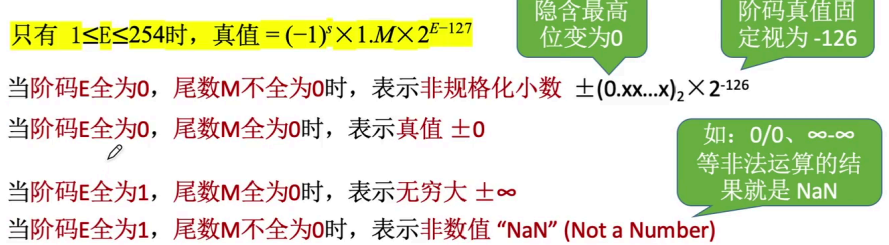 隐含最高
位变为0
阶码真值固
定视为 -126
只有 1≤E≤254时，真值 = (−1)ˢ×1.M×2ᴱ⁻¹²⁷
当阶码E全为0，尾数M不全为0时，表示非规格化小数 ±(0.xx...x)₂×2⁻¹²⁶
当阶码E全为0，尾数M全为0时，表示真值 ±0
如：0/0、∞-∞
等非法运算的结
果就是 NaN
当阶码E全为1，尾数M全为0时，表示无穷大 ±∞
当阶码E全为1，尾数M不全为0时，表示非数值 “NaN” (Not a Number)